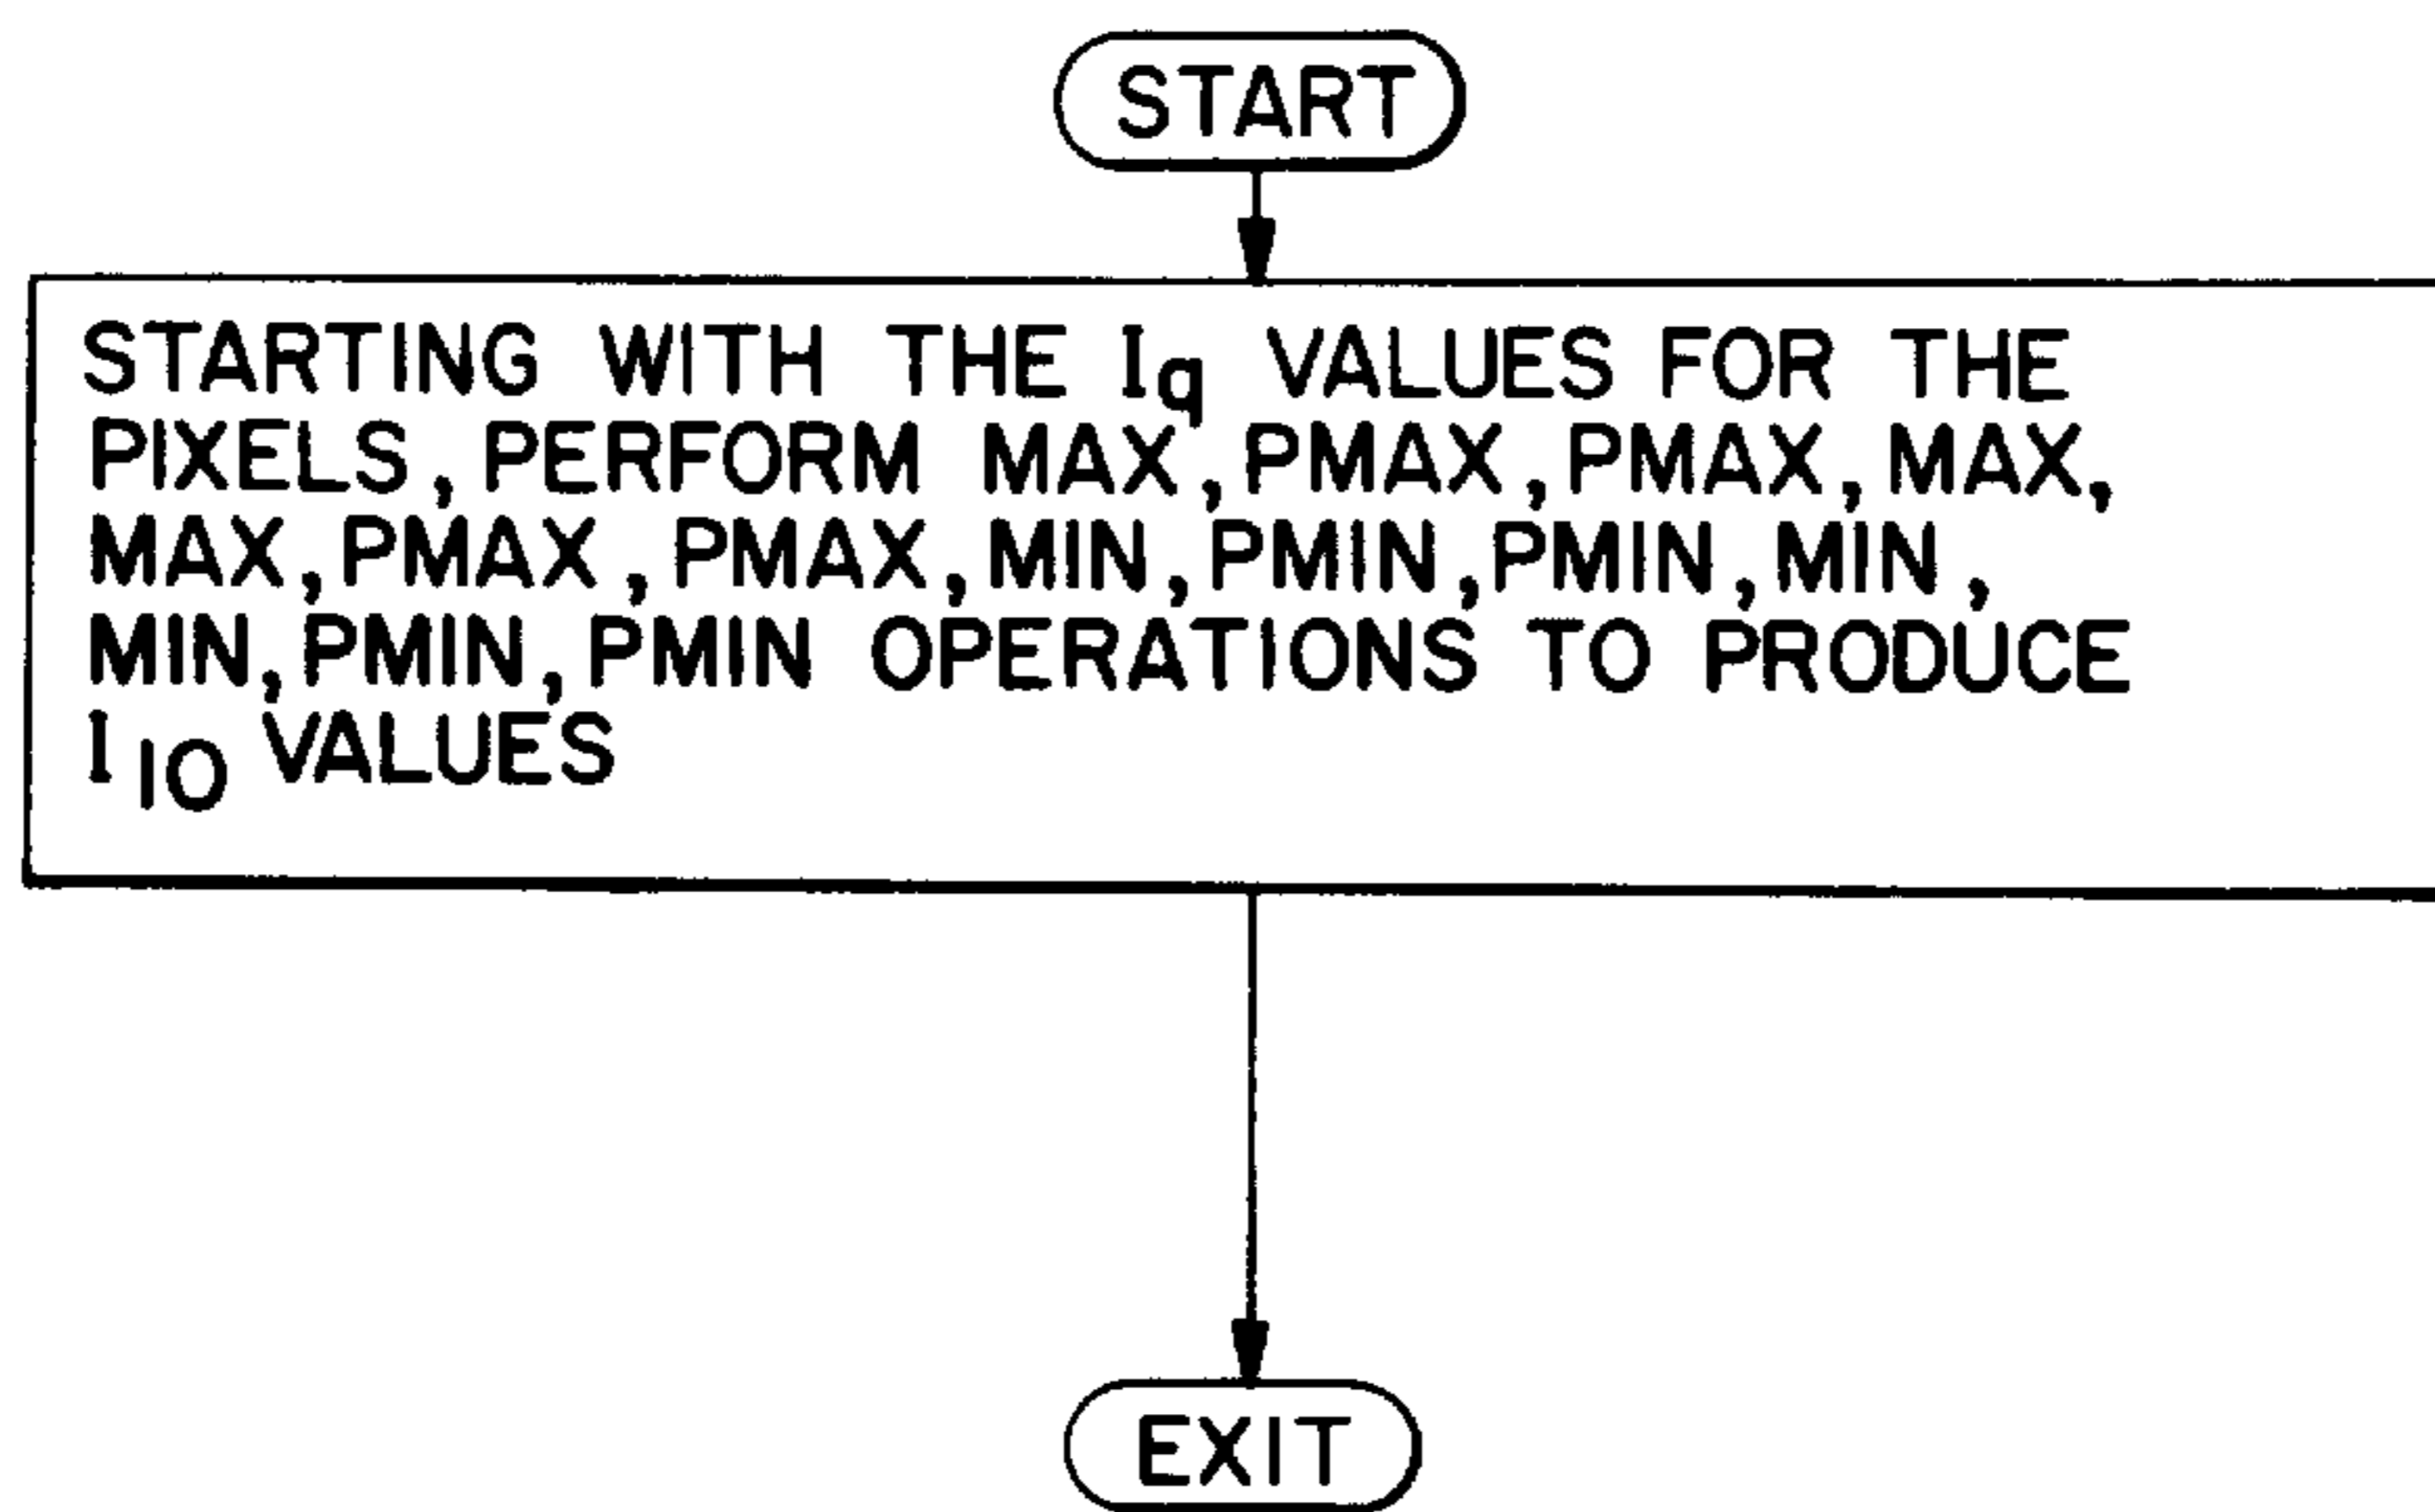 START
STARTING WITH THE Iq VALUES FOR THE
PIXELS, PERFORM MAX, PMAX, PMAX, MAX,
MAX, PMAX, PMAX, MIN, PMIN, PMIN, MIN,
MIN, PMIN, PMIN OPERATIONS TO PRODUCE
I10 VALUES
EXIT